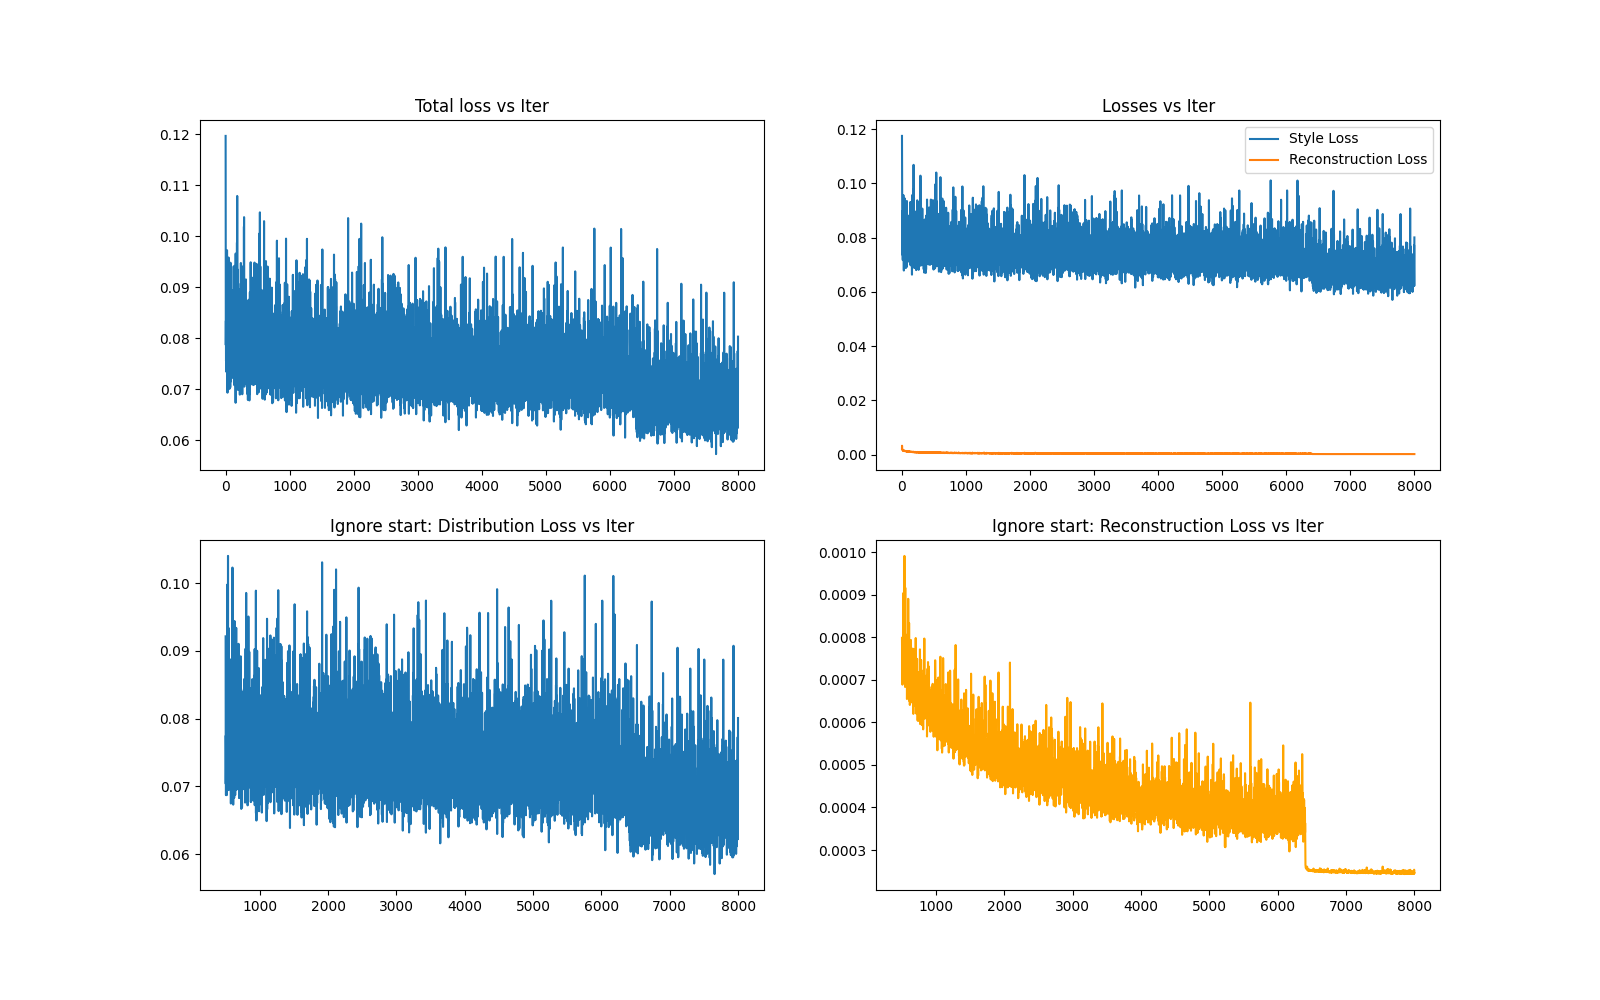 Total loss vs Iter
0.12
0.11
0.10
0.09
0.08
0.07
0.06
0 1000 2000 3000 4000 5000 6000 7000 8000
Losses vs Iter
Style Loss
Reconstruction Loss
0.12
0.10
0.08
0.06
0.04
0.02
0.00
0 1000 2000 3000 4000 5000 6000 7000 8000
Ignore start: Distribution Loss vs Iter
0.10
0.09
0.08
0.07
0.06
1000 2000 3000 4000 5000 6000 7000 8000
Ignore start: Reconstruction Loss vs Iter
0.0010
0.0009
0.0008
0.0007
0.0006
0.0005
0.0004
0.0003
1000 2000 3000 4000 5000 6000 7000 8000